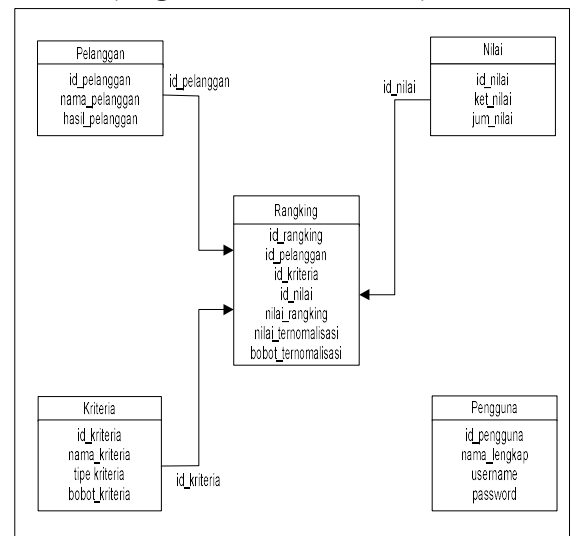 Pelanggan
id_pelanggan
nama_pelanggan
hasil_pelanggan
id_pelanggan
Nilai
id_nilai
ket_nilai
jum_nilai
id_nilai
Rangking
id_rangking
id_pelanggan
id_kriteria
id_nilai
nilai_rangking
nilai_ternomalisasi
bobot_ternomalisasi
Kriteria
id_kriteria
nama_kriteria
tipe kriteria
bobot_kriteria
id_kriteria
Pengguna
id_pengguna
nama_lengkap
username
password